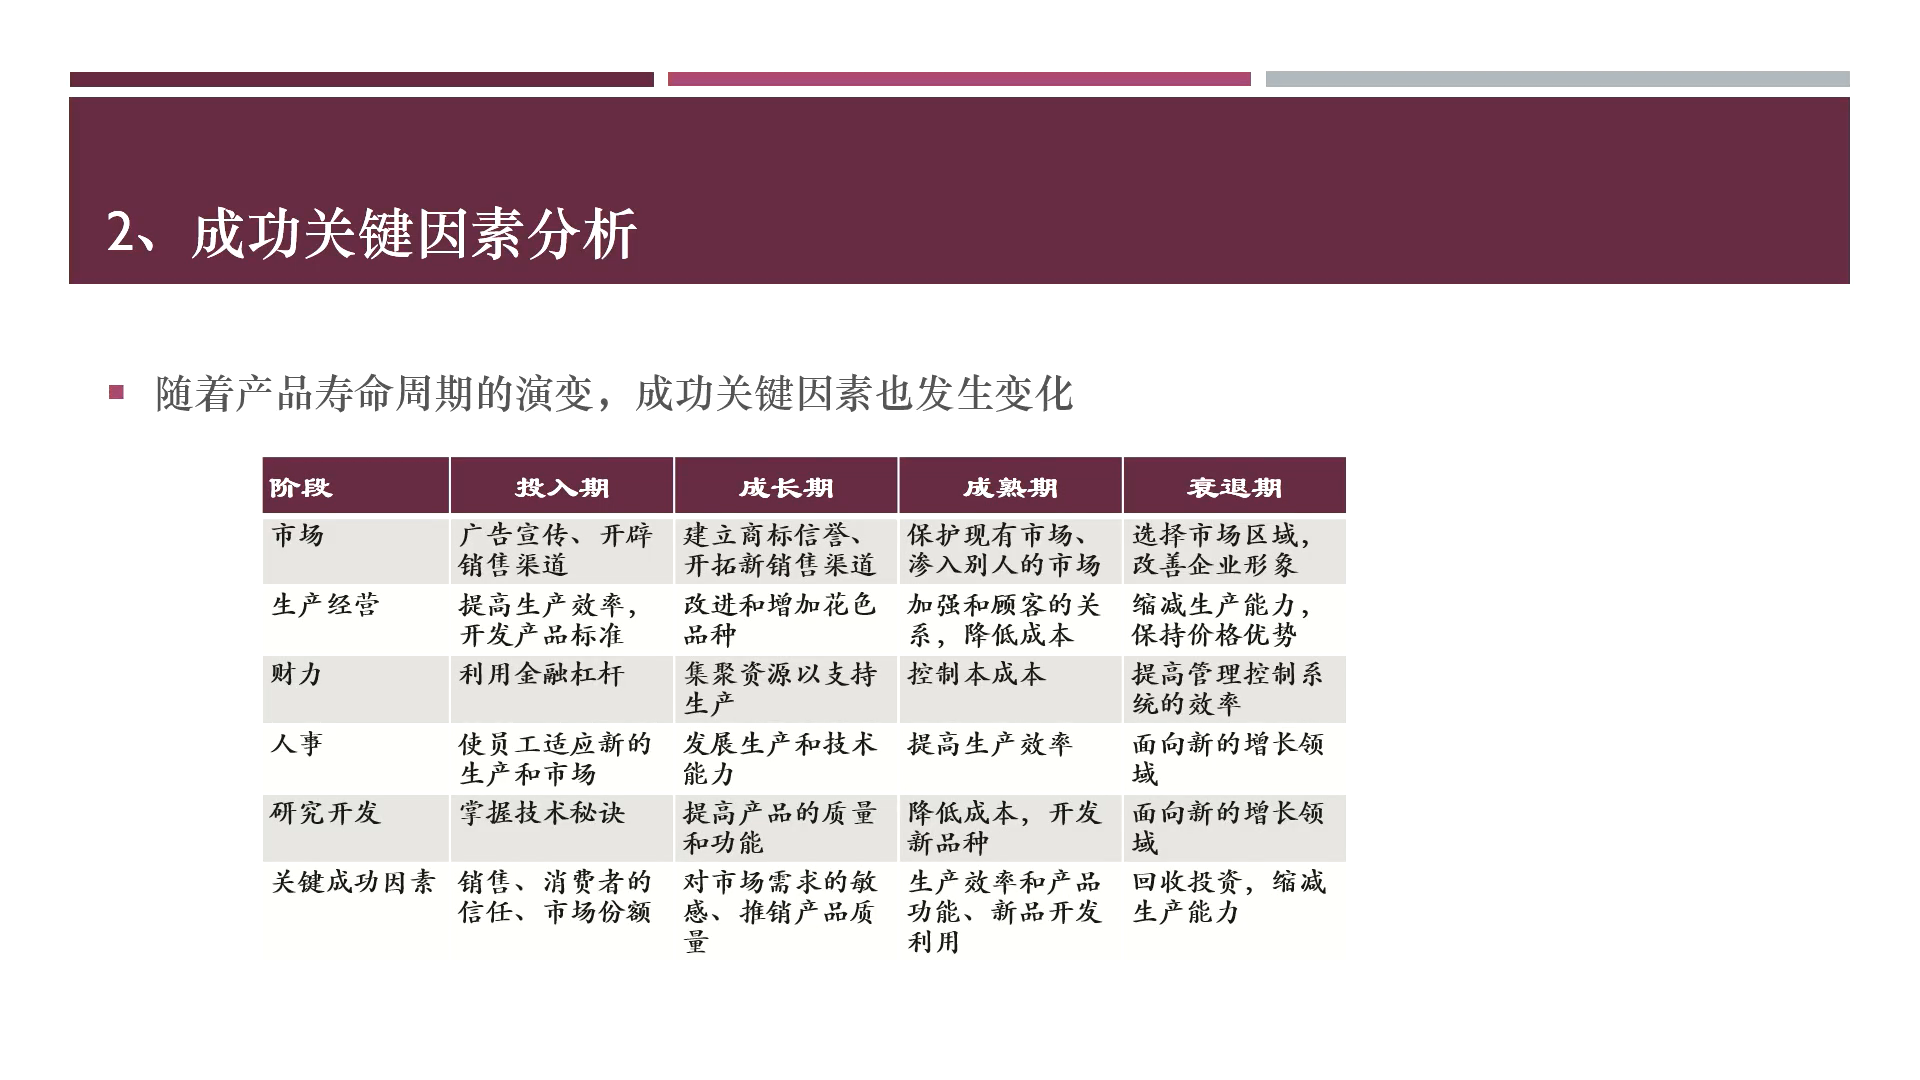 2、成功关键因素分析
随着产品寿命周期的演变，成功关键因素也发生变化
阶段 投入期 成长期 成熟期 衰退期
市场 广告宣传、开辟 建立商标信誉、 保护现有市场、 选择市场区域，
销售渠道 开拓新销售渠道 渗入别人的市场 改善企业形象
生产经营 提高生产效率， 改进和增加花色 加强和顾客的关 缩减生产能力，
开发产品标准 品种 系，降低成本 保持价格优势
财力 利用金融杠杆 集聚资源以支持 控制本成本 提高管理控制系
生产 统的效率
人事 使员工适应新的 发展生产和技术 提高生产效率 面向新的增长领
生产和市场 能力 域
研究开发 掌握技术秘诀 提高产品的质量 降低成本，开发 面向新的增长领
和功能 新品种 域
关键成功因素 销售、消费者的 对市场需求的敏 生产效率和产品 回收投资，缩减
信任、市场份额 感、推销产品质 功能、新品开发 生产能力
量 利用